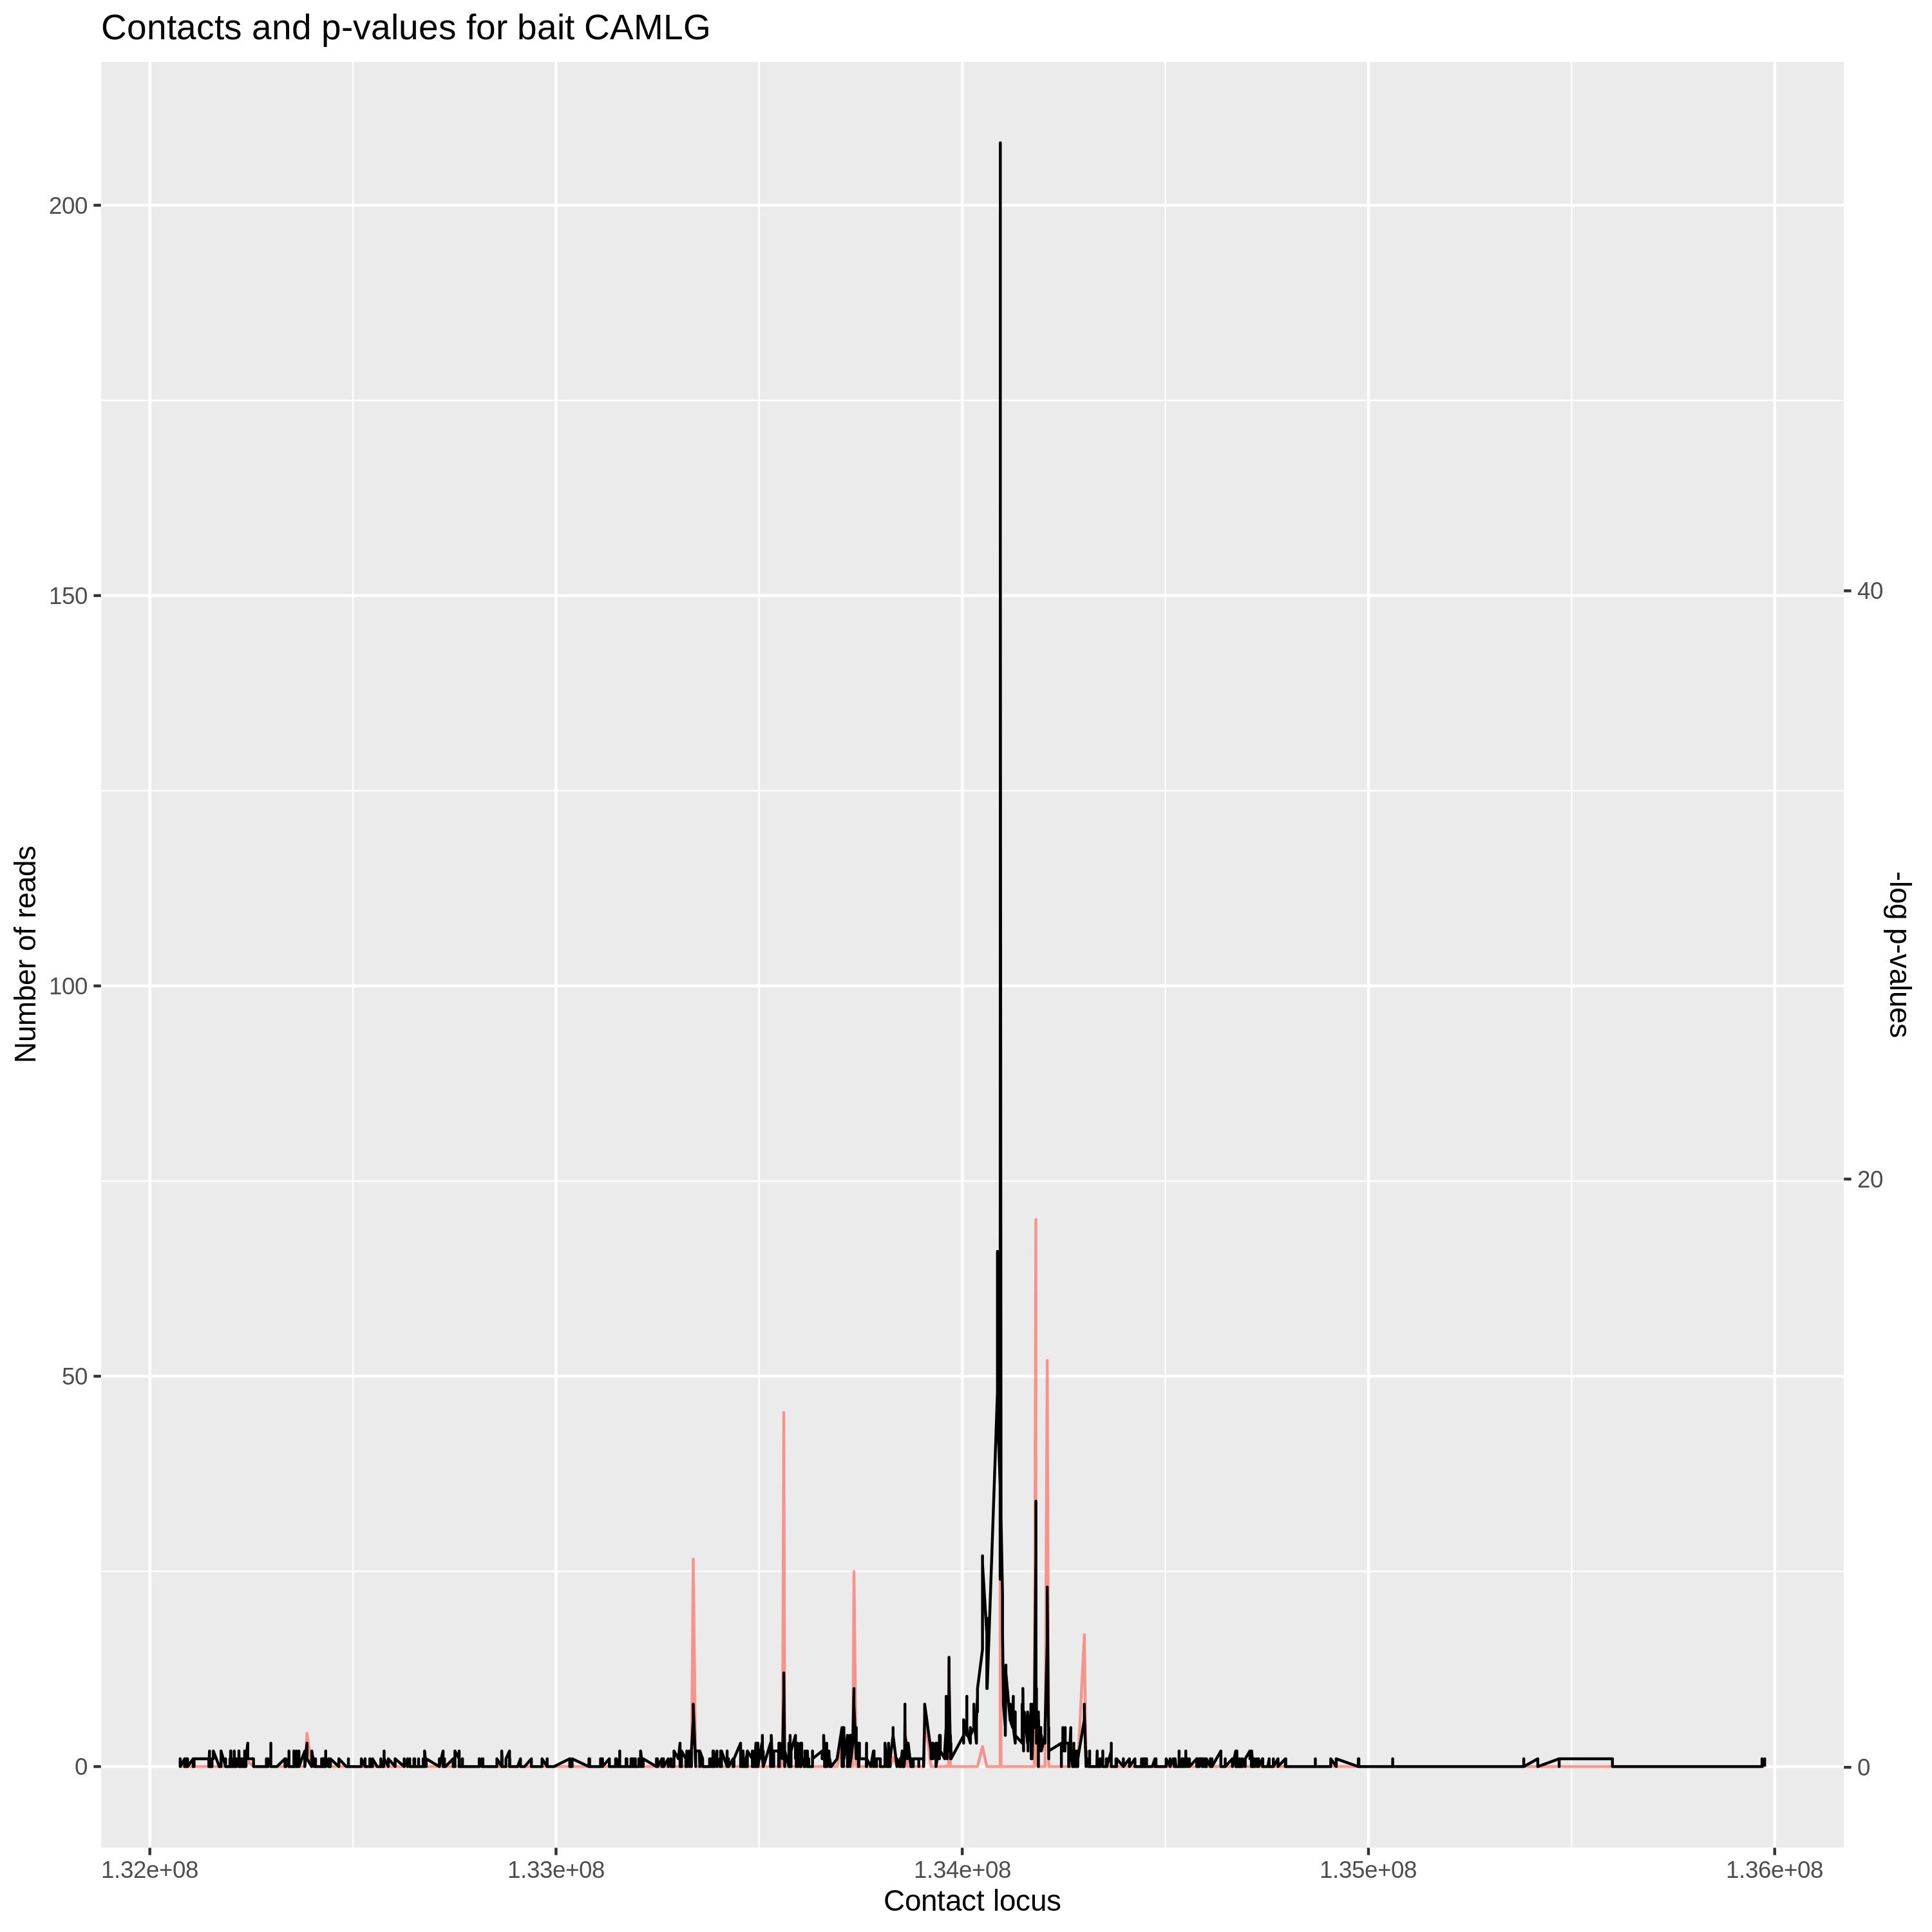 Contacts and p-values for bait CAMLG
Number of reads
200
150
100
50
0
40
20
0
-log p-values
1.32e+08
1.33e+08
1.34e+08
1.35e+08
1.36e+08
Contact locus